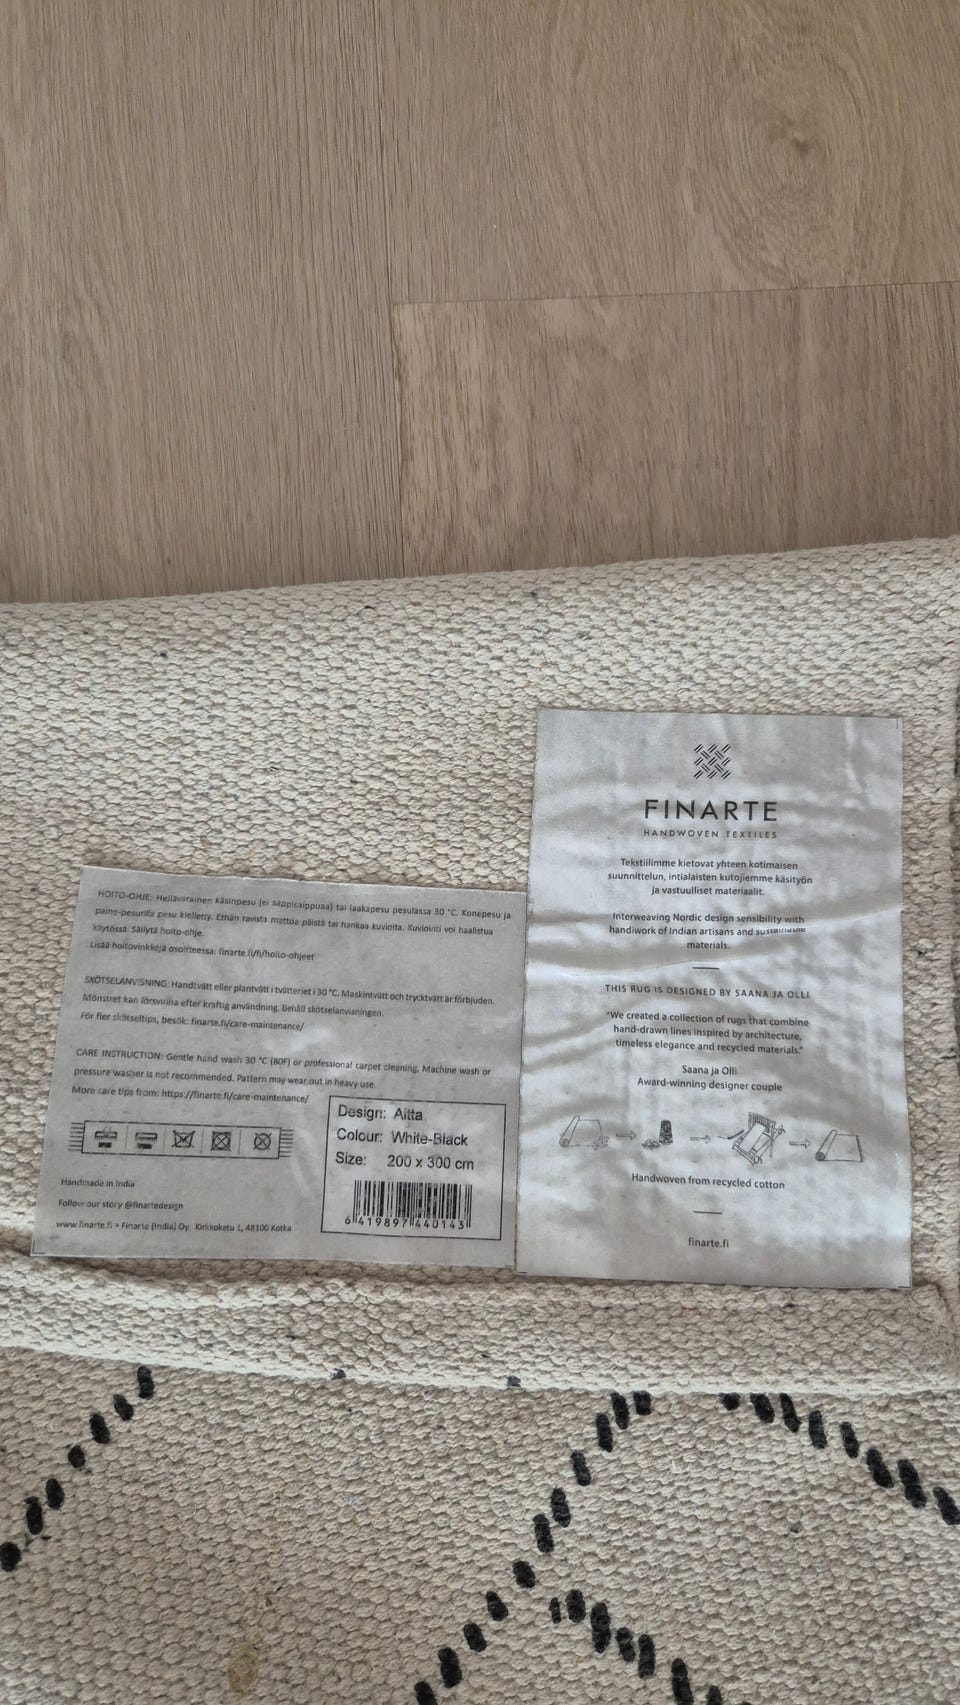 HOITO-OHJE: Hellävarainen käsinpesu (ei sappisaippuaa) tai laakapesu pesulassa 30 °C. Konepesu ja
paine-pesurilla pesu kielletty. Ethän ravista mattoa päistä tai hankaa kuvioita. Kuviointi voi haalistua
käytössä. Säilytä hoito-ohje.
Lisää hoitovinkkejä osoitteessa: finarte.fi/fi/hoito-ohjeet
SKÖTSELANVISNING: Handtvätt eller plantvätt i tvätteriet i 30 °C. Maskintvätt och trycktvätt är förbjuden.
Mönstret kan försvinna efter kraftig användning. Behåll skötselanvisningen.
För fler skötseltips, besök: finarte.fi/care-maintenance/
CARE INSTRUCTION: Gentle hand wash 30 °C (80F) or professional carpet cleaning. Machine wash or
pressure washer is not recommended. Pattern may wear out in heavy use.
More care tips from: https://finarte.fi/care-maintenance/
Handmade in India
Follow our story @finartedesign
www.finarte.fi • Finarte (India) Oy, Kirkkokatu 1, 48100 Kotka
Design: Aitta
Colour: White-Black
Size: 200 x 300 cm
6 419897 440143
FINARTE
HANDWOVEN TEXTILES
Tekstiilimme kietovat yhteen kotimaisen
suunnittelun, intialaisten kutojiemme käsityön
ja vastuulliset materiaalit.
Interweaving Nordic design sensibility with
handiwork of Indian artisans and sustainable
materials.
THIS RUG IS DESIGNED BY SAANA JA OLLI
"We created a collection of rugs that combine
hand-drawn lines inspired by architecture,
timeless elegance and recycled materials."
Saana ja Olli
Award-winning designer couple
Handwoven from recycled cotton
finarte.fi